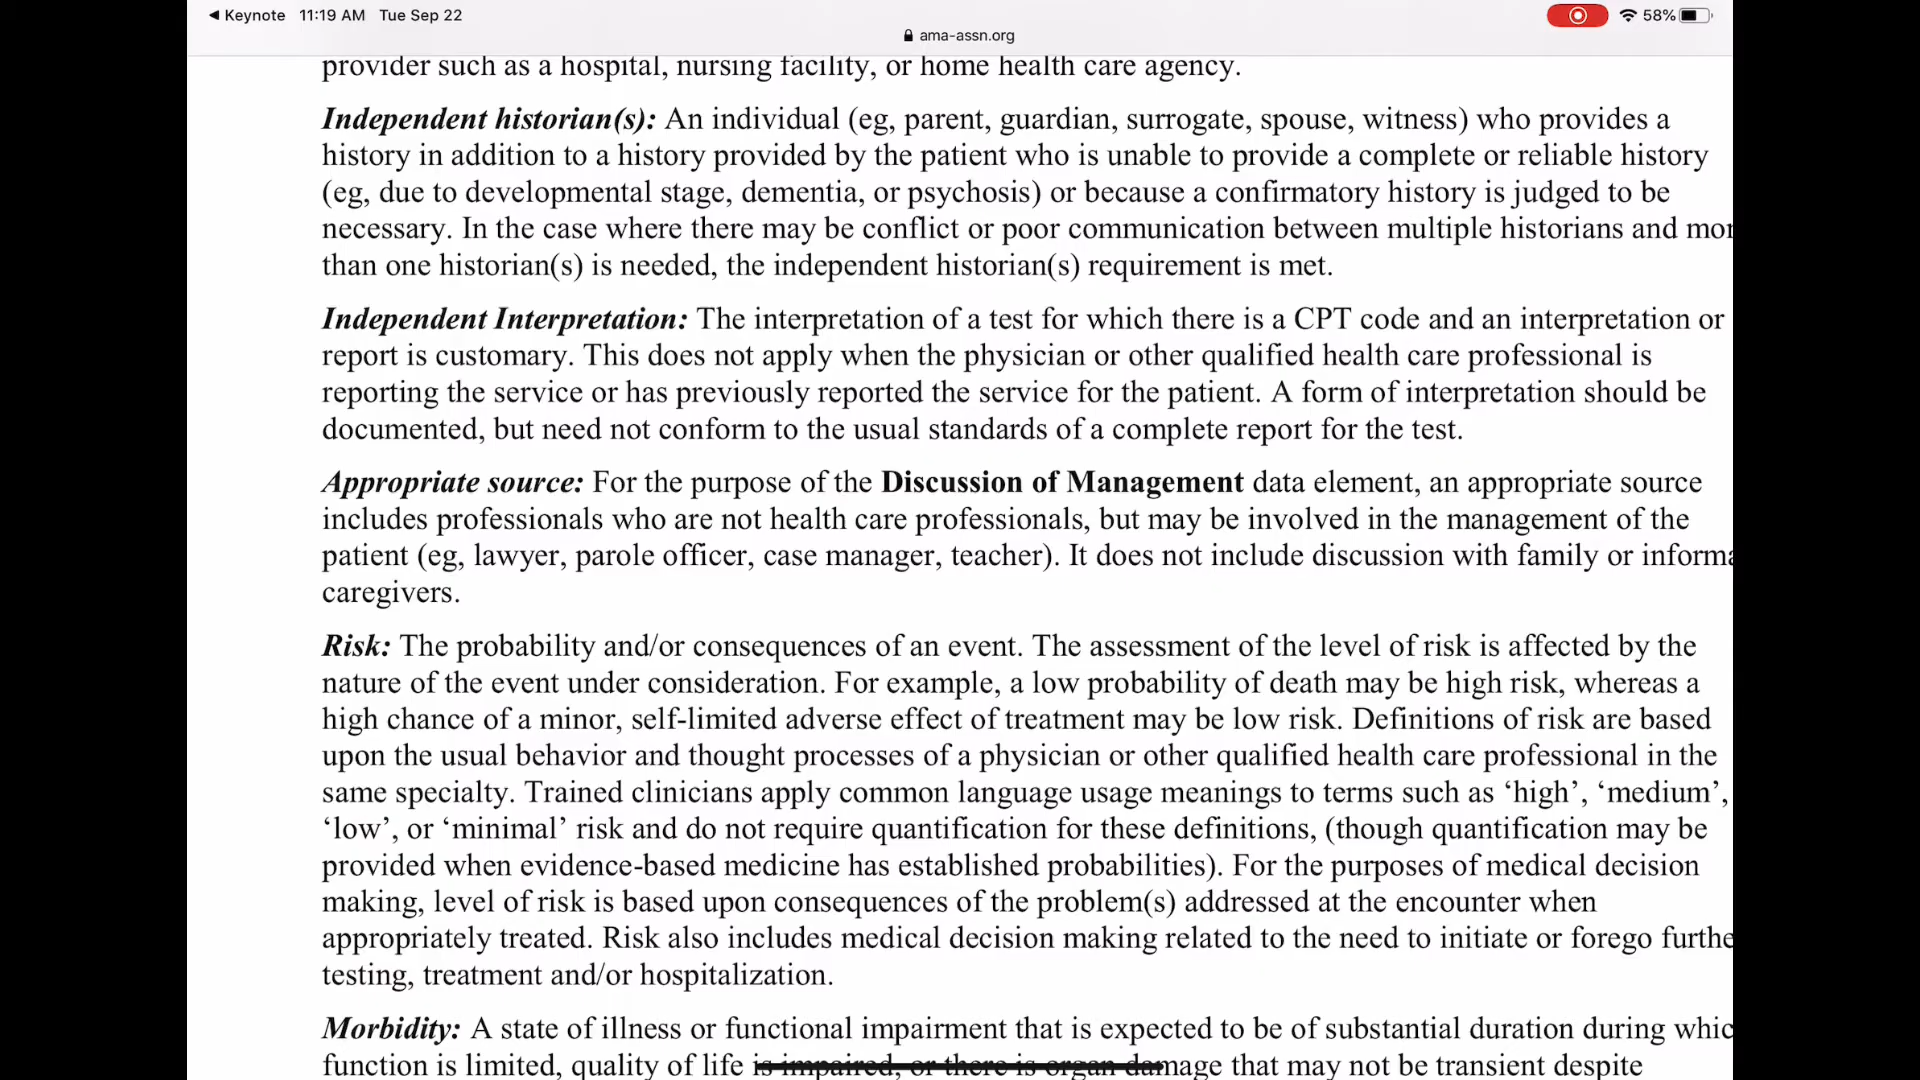 ◀ Keynote 11:19 AM Tue Sep 22
58%
ama-assn.org
provider such as a hospital, nursing facility, or home health care agency.
Independent historian(s): An individual (eg, parent, guardian, surrogate, spouse, witness) who provides a
history in addition to a history provided by the patient who is unable to provide a complete or reliable history
(eg, due to developmental stage, dementia, or psychosis) or because a confirmatory history is judged to be
necessary. In the case where there may be conflict or poor communication between multiple historians and mor
than one historian(s) is needed, the independent historian(s) requirement is met.
Independent Interpretation: The interpretation of a test for which there is a CPT code and an interpretation or
report is customary. This does not apply when the physician or other qualified health care professional is
reporting the service or has previously reported the service for the patient. A form of interpretation should be
documented, but need not conform to the usual standards of a complete report for the test.
Appropriate source: For the purpose of the Discussion of Management data element, an appropriate source
includes professionals who are not health care professionals, but may be involved in the management of the
patient (eg, lawyer, parole officer, case manager, teacher). It does not include discussion with family or informa
caregivers.
Risk: The probability and/or consequences of an event. The assessment of the level of risk is affected by the
nature of the event under consideration. For example, a low probability of death may be high risk, whereas a
high chance of a minor, self-limited adverse effect of treatment may be low risk. Definitions of risk are based
upon the usual behavior and thought processes of a physician or other qualified health care professional in the
same specialty. Trained clinicians apply common language usage meanings to terms such as ‘high’, ‘medium’,
‘low’, or ‘minimal’ risk and do not require quantification for these definitions, (though quantification may be
provided when evidence-based medicine has established probabilities). For the purposes of medical decision
making, level of risk is based upon consequences of the problem(s) addressed at the encounter when
appropriately treated. Risk also includes medical decision making related to the need to initiate or forego furthe
testing, treatment and/or hospitalization.
Morbidity: A state of illness or functional impairment that is expected to be of substantial duration during whic
function is limited, quality of life is impaired, or there is organ damage that may not be transient despite